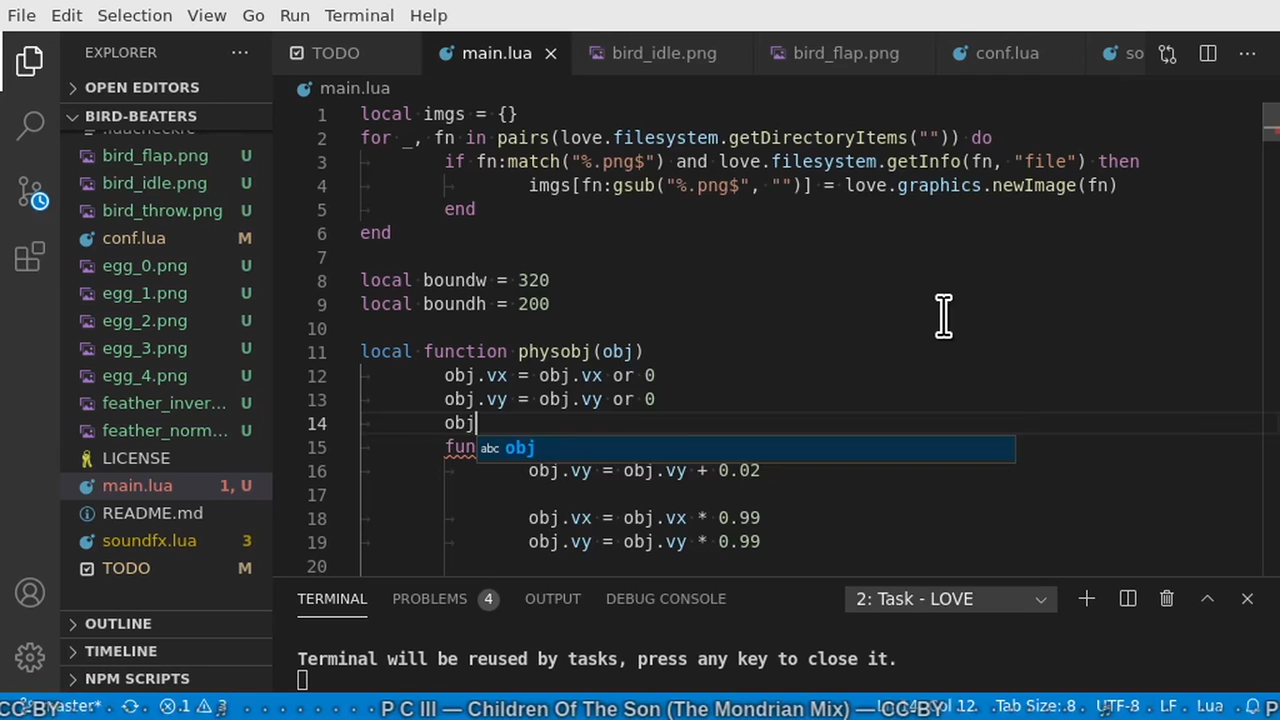 File Edit Selection View Go Run Terminal Help
EXPLORER ···
TODO main.lua × bird_idle.png bird_flap.png conf.lua so ···
OPEN EDITORS
BIRD-BEATERS
bird_flap.png U
bird_idle.png U
bird_throw.png U
conf.lua M
egg_0.png U
egg_1.png U
egg_2.png U
egg_3.png U
egg_4.png U
feather_inver... U
feather_norm... U
LICENSE
main.lua 1, U
README.md
soundfx.lua 3
TODO M
OUTLINE
TIMELINE
NPM SCRIPTS
main.lua
1 local imgs = {}
2 for _, fn in pairs(love.filesystem.getDirectoryItems("")) do
3 if fn:match("%.png$") and love.filesystem.getInfo(fn, "file") then
4 imgs[fn:gsub("%.png$", "")] = love.graphics.newImage(fn)
5 end
6 end
7
8 local boundw = 320
9 local boundh = 200
10
11 local function physobj(obj)
12 obj.vx = obj.vx or 0
13 obj.vy = obj.vy or 0
14 obj
15 fun abc obj
16 obj.vy = obj.vy + 0.02
17
18 obj.vx = obj.vx * 0.99
19 obj.vy = obj.vy * 0.99
20
TERMINAL PROBLEMS 4 OUTPUT DEBUG CONSOLE 2: Task - LOVE
Terminal will be reused by tasks, press any key to close it.
master* 1 3 Col 12 Tab Size: 8 UTF-8 LF Lua
CC-BY P C III — Children Of The Son (The Mondrian Mix) — CC-BY P